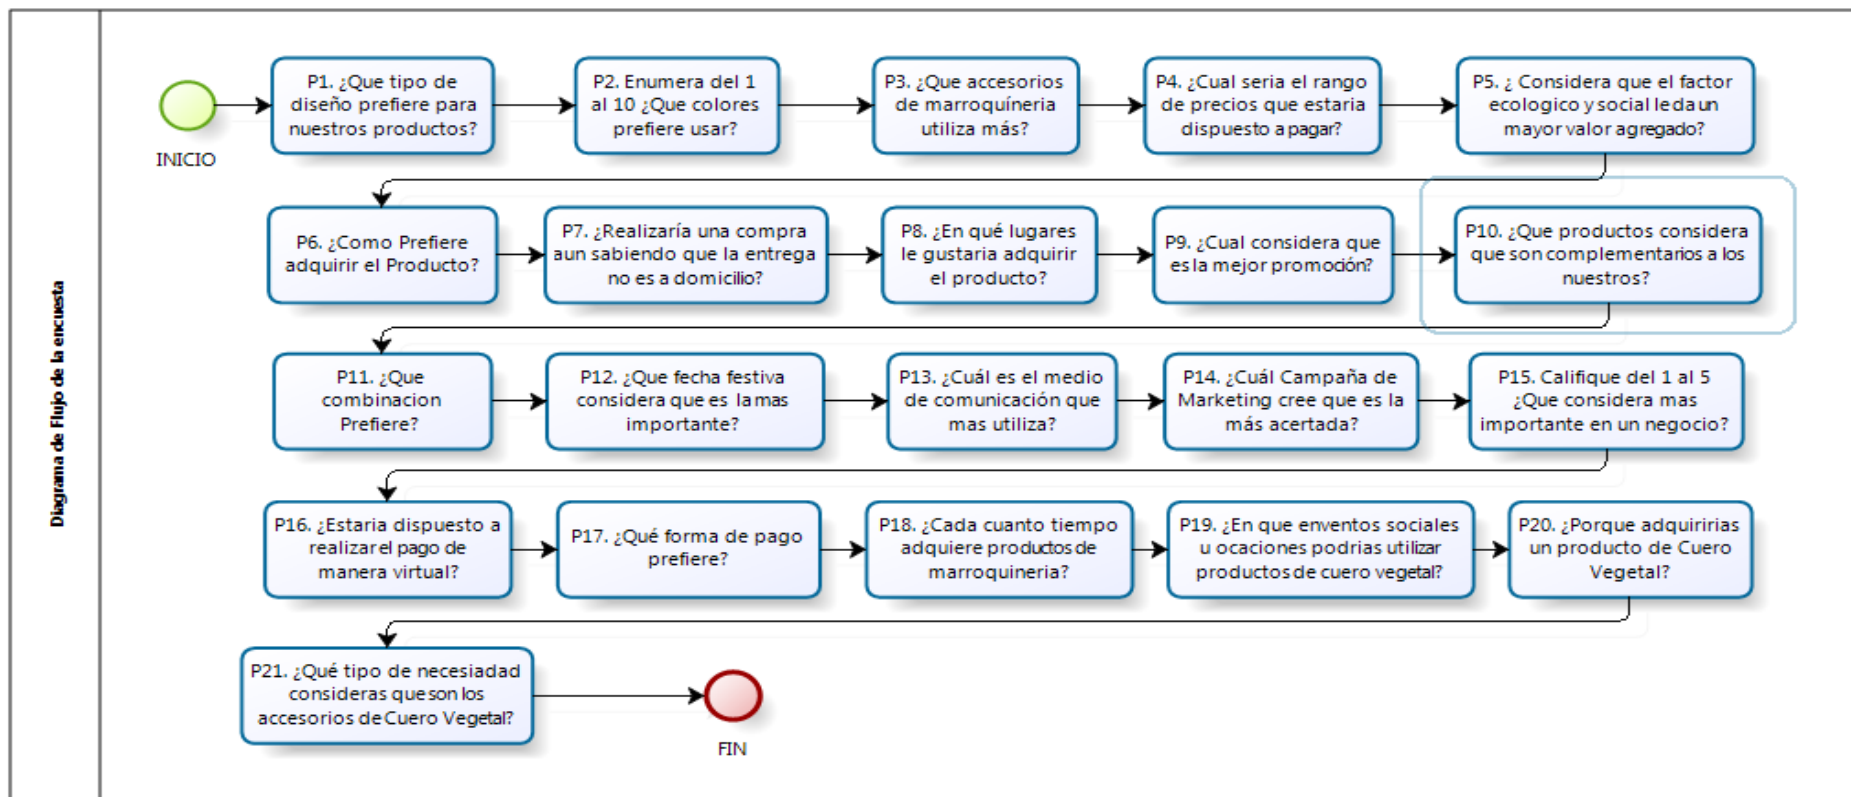 Diagrama de Flujo de la encuesta
INICIO
P1. ¿Que tipo de
diseño prefiere para
nuestros productos?
P2. Enumera del 1
al 10 ¿Que colores
prefiere usar?
P3. ¿Que accesorios
de marroquíneria
utiliza más?
P4. ¿Cual seria el rango
de precios que estaria
dispuesto a pagar?
P5. ¿ Considera que el factor
ecologico y social le da un
mayor valor agregado?
P6. ¿Como Prefiere
adquirir el Producto?
P7. ¿Realizaría una compra
aun sabiendo que la entrega
no es a domicilio?
P8. ¿En qué lugares
le gustaria adquirir
el producto?
P9. ¿Cual considera que
es la mejor promoción?
P10. ¿Que productos considera
que son complementarios a los
nuestros?
P11. ¿Que
combinacion
Prefiere?
P12. ¿Que fecha festiva
considera que es la mas
importante?
P13. ¿Cuál es el medio
de comunicación que
mas utiliza?
P14. ¿Cuál Campaña de
Marketing cree que es la
más acertada?
P15. Califique del 1 al 5
¿Que considera mas
importante en un negocio?
P16. ¿Estaria dispuesto a
realizar el pago de
manera virtual?
P17. ¿Qué forma de pago
prefiere?
P18. ¿Cada cuanto tiempo
adquiere productos de
marroquineria?
P19. ¿En que enventos sociales
u ocaciones podrias utilizar
productos de cuero vegetal?
P20. ¿Porque adquiririas
un producto de Cuero
Vegetal?
P21. ¿Qué tipo de necesiadad
consideras que son los
accesorios de Cuero Vegetal?
FIN